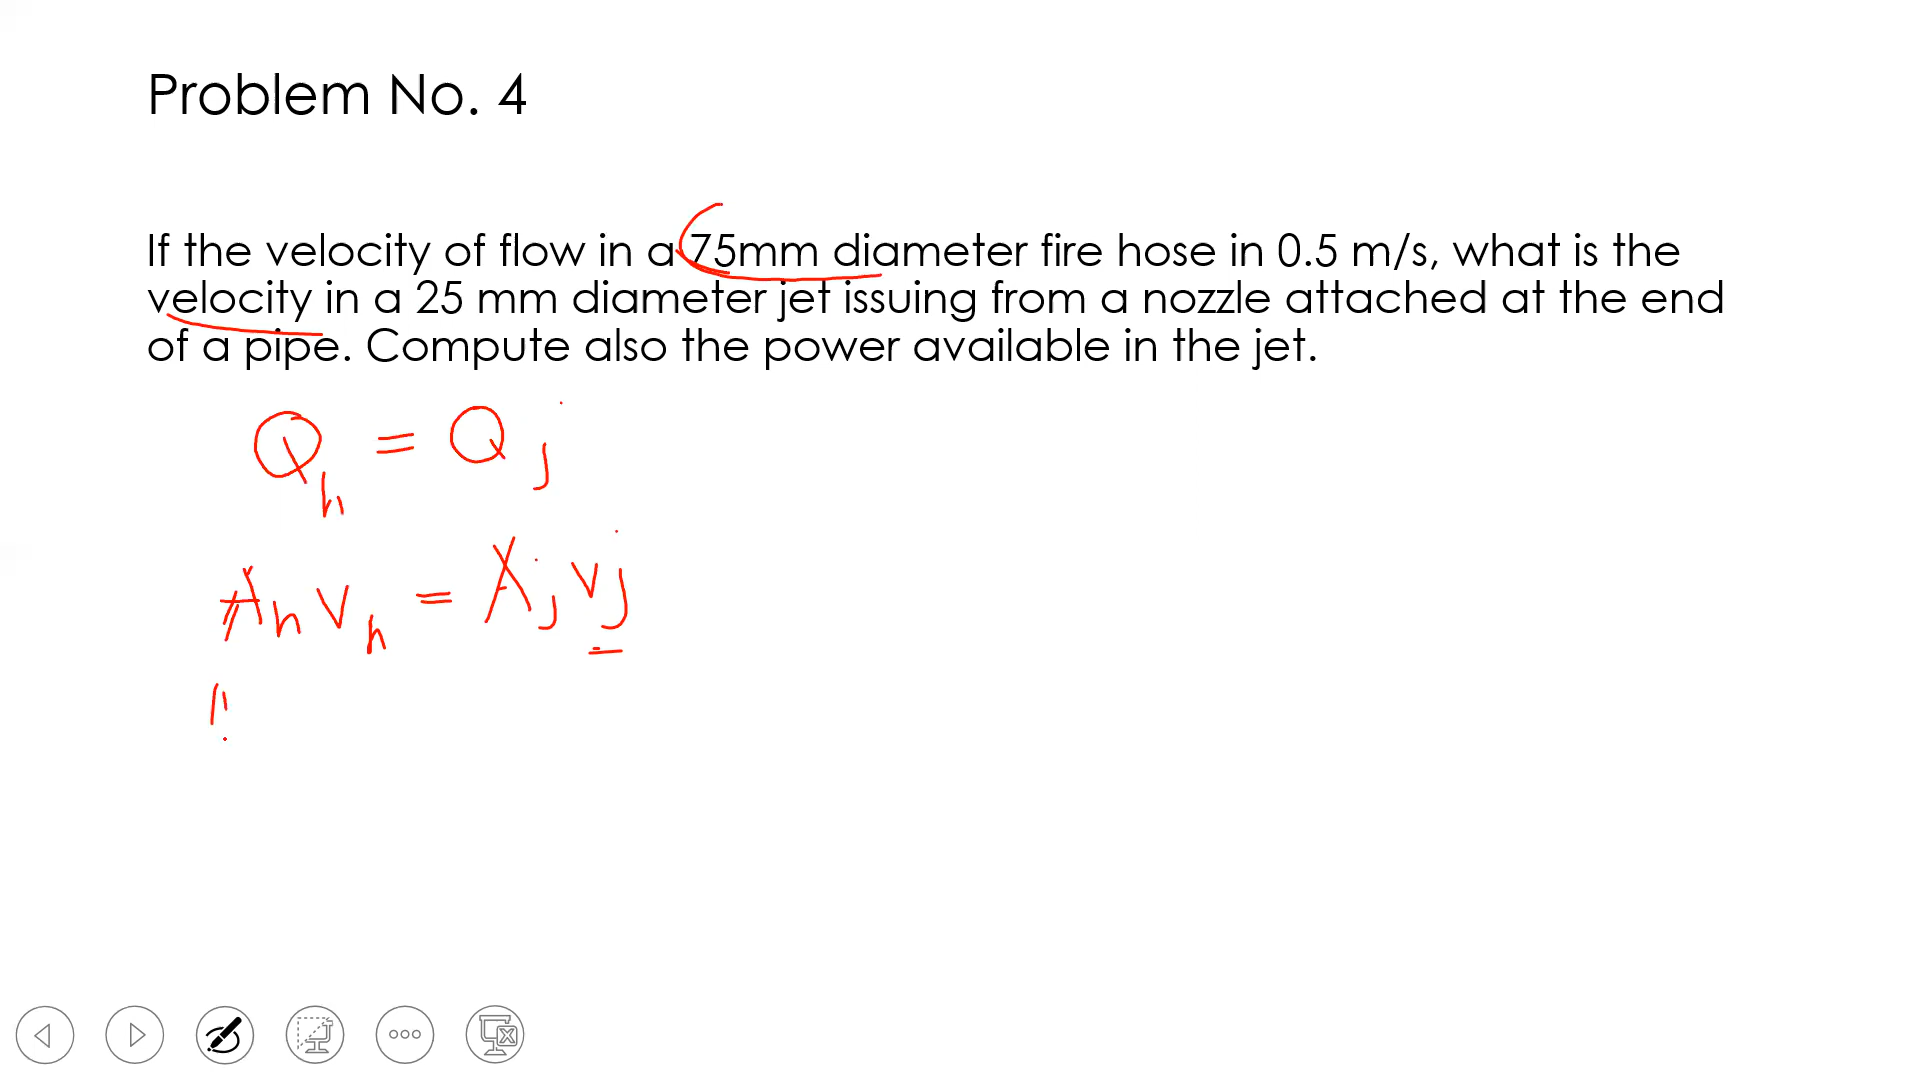 Problem No. 4
If the velocity of flow in a 75mm diameter fire hose in 0.5 m/s, what is the
velocity in a 25 mm diameter jet issuing from a nozzle attached at the end
of a pipe. Compute also the power available in the jet.
Qh = Qj
AhVh = AjVj